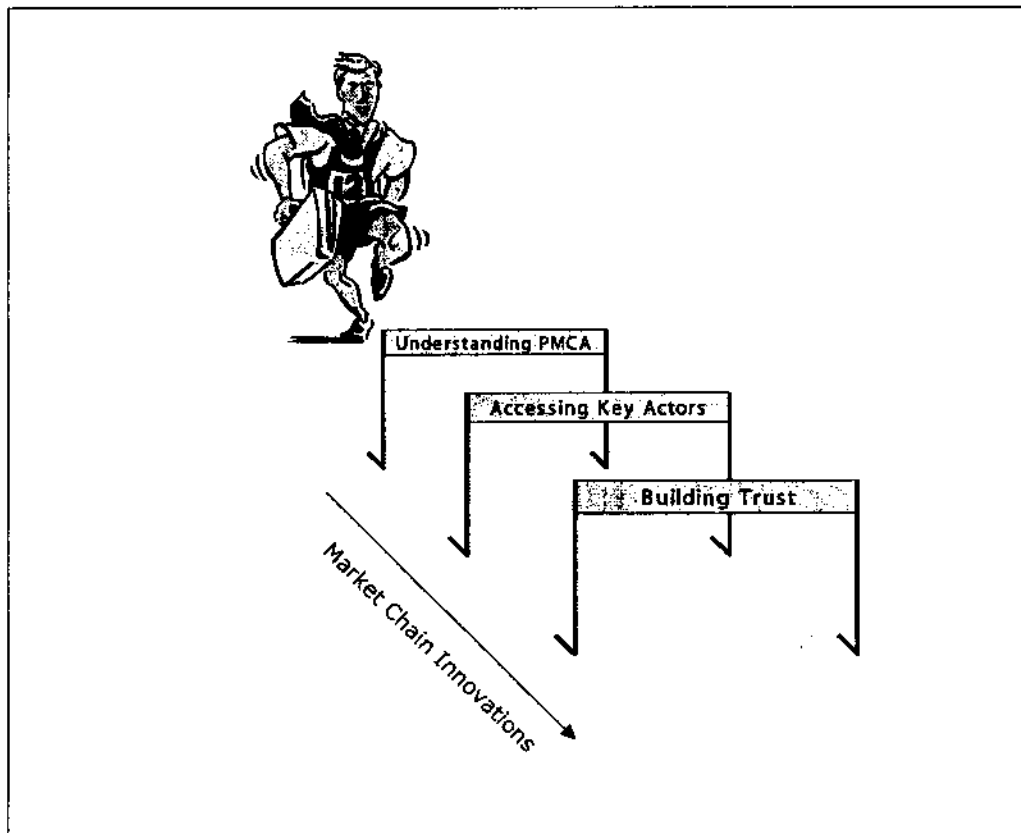 Understanding PMCA
Accessing Key Actors
Building Trust
Market Chain Innovations